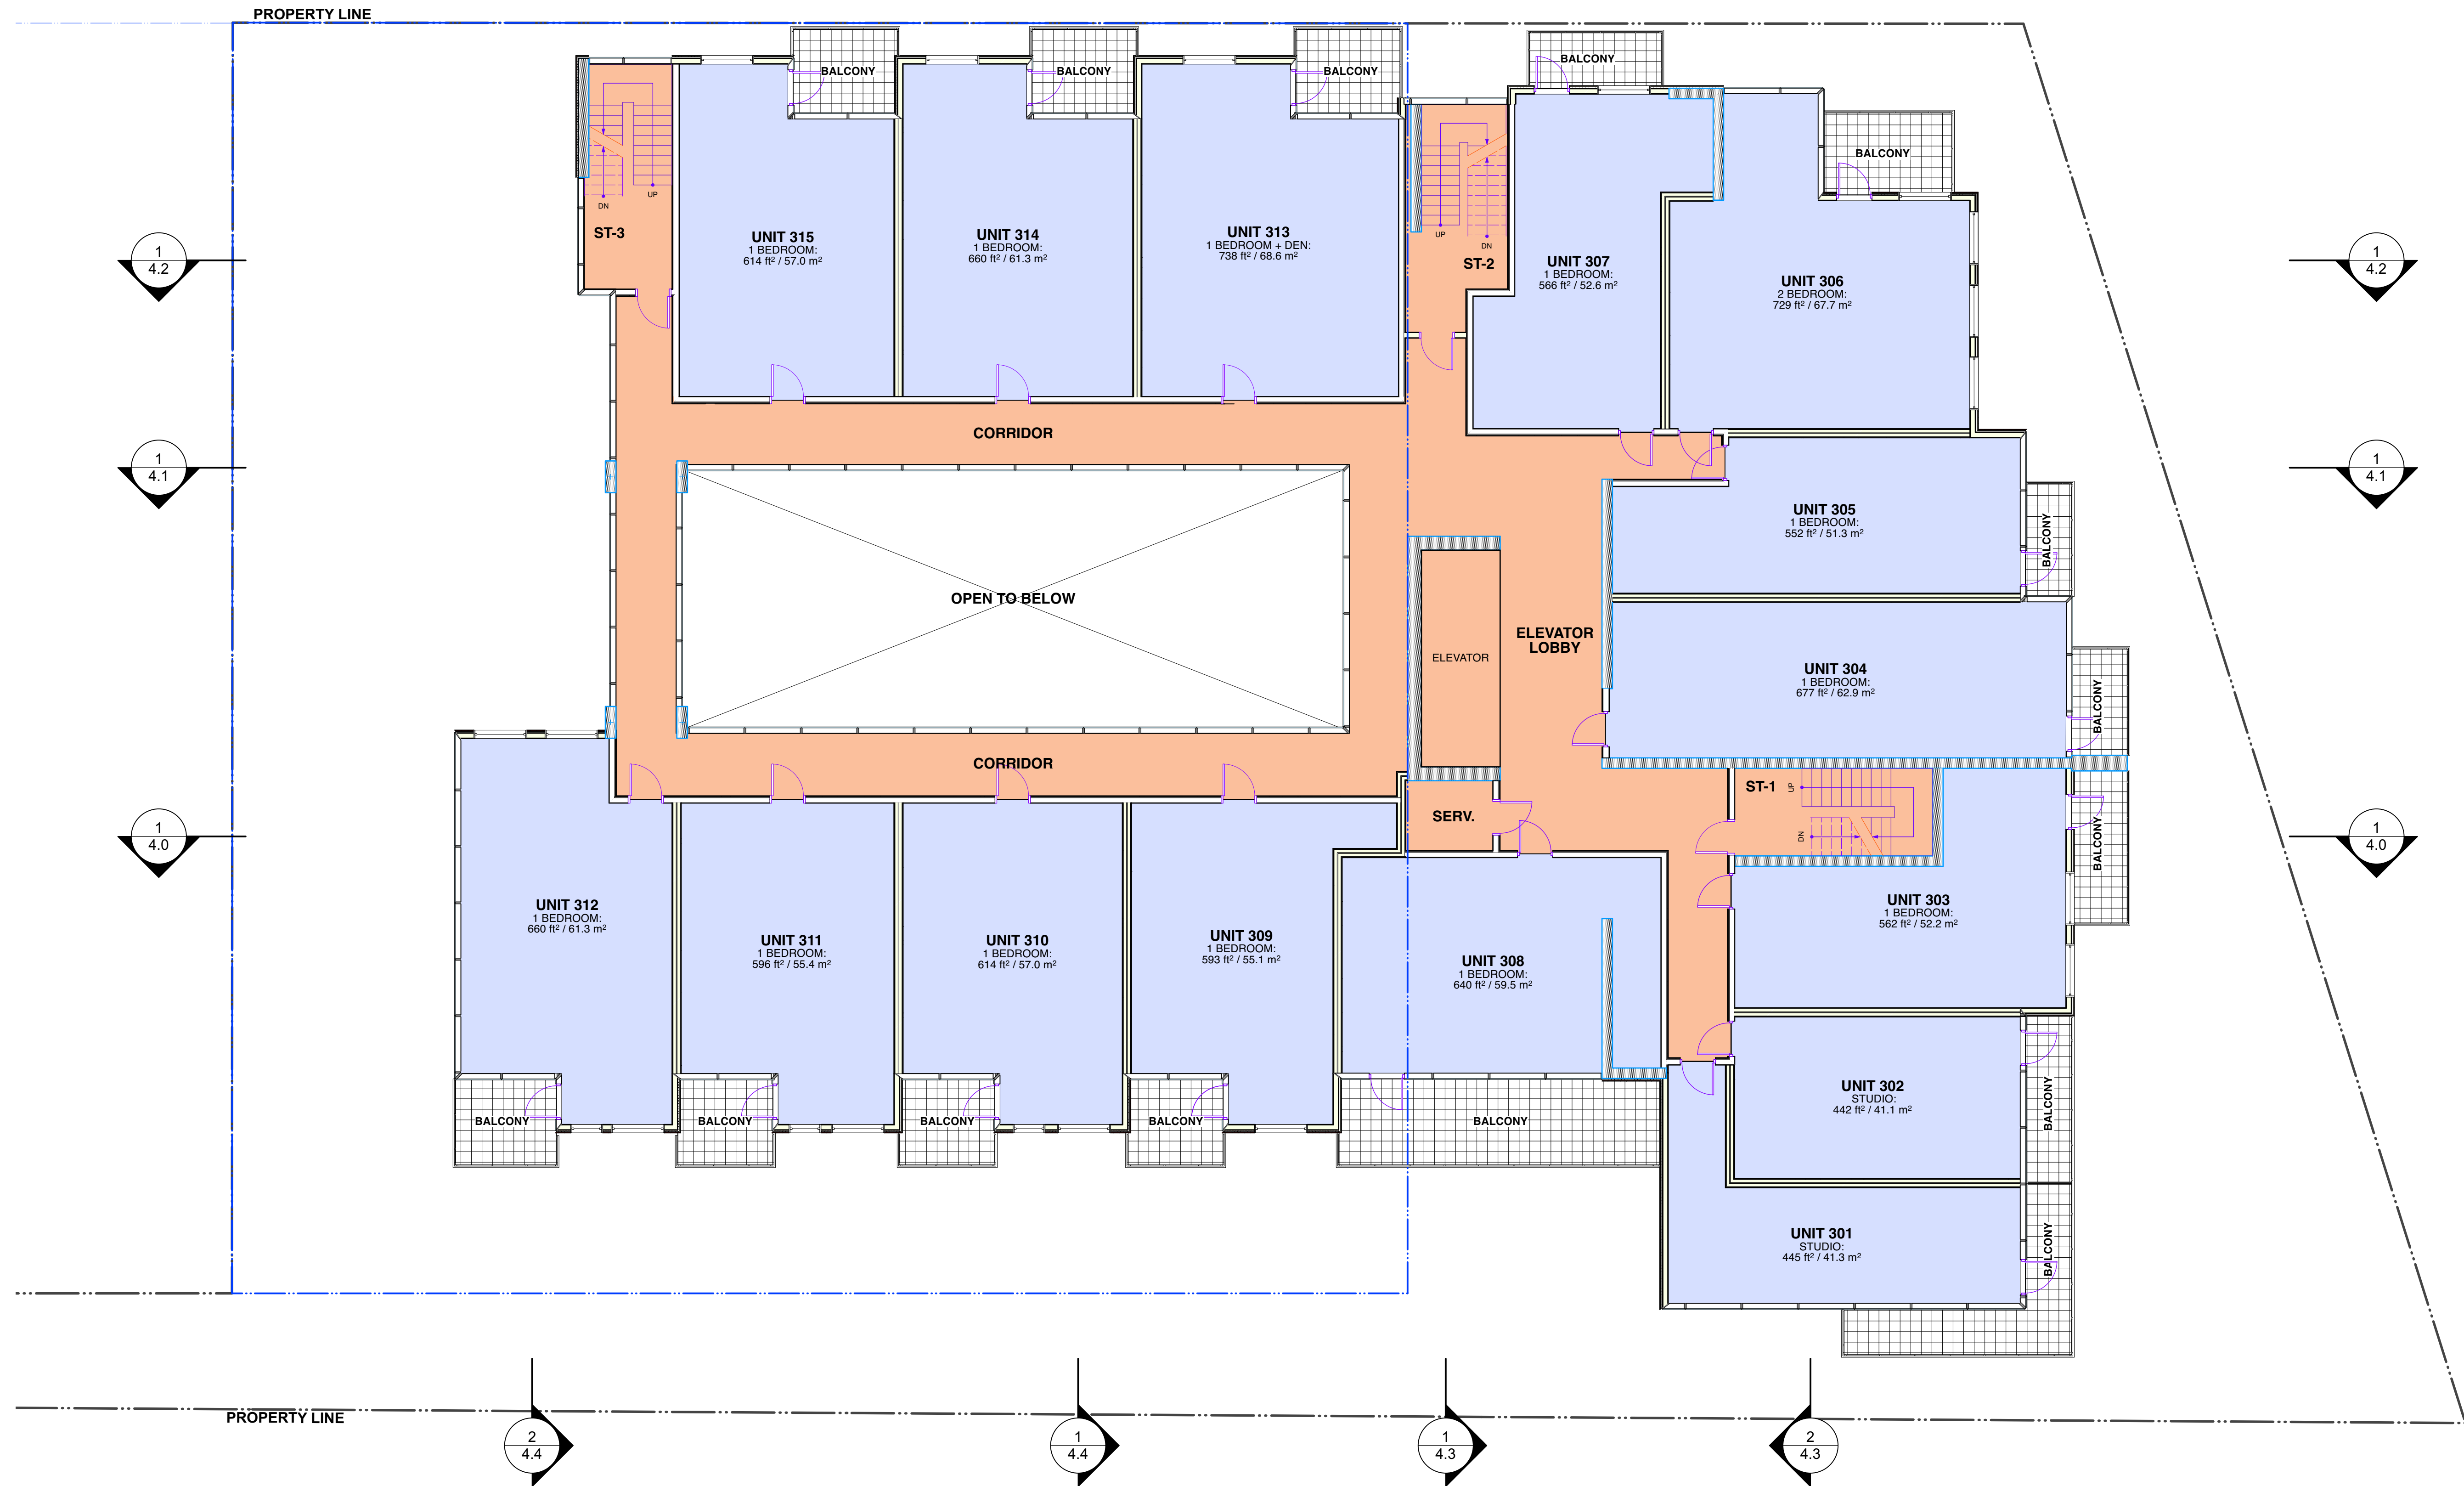 PROPERTY LINE
BALCONY
BALCONY
BALCONY
BALCONY
BALCONY
UP
DN
ST-3
UP
DN
ST-2
UNIT 315
1 BEDROOM:
614 ft² / 57.0 m²
UNIT 314
1 BEDROOM:
660 ft² / 61.3 m²
UNIT 313
1 BEDROOM + DEN:
738 ft² / 68.6 m²
UNIT 307
1 BEDROOM:
566 ft² / 52.6 m²
UNIT 306
2 BEDROOM:
729 ft² / 67.7 m²
1
4.2
1
4.2
CORRIDOR
1
4.1
1
4.1
UNIT 305
1 BEDROOM:
552 ft² / 51.3 m²
BALCONY
OPEN TO BELOW
ELEVATOR
ELEVATOR
LOBBY
UNIT 304
1 BEDROOM:
677 ft² / 62.9 m²
BALCONY
CORRIDOR
ST-1
UP
DN
SERV.
BALCONY
1
4.0
1
4.0
UNIT 312
1 BEDROOM:
660 ft² / 61.3 m²
UNIT 311
1 BEDROOM:
596 ft² / 55.4 m²
UNIT 310
1 BEDROOM:
614 ft² / 57.0 m²
UNIT 309
1 BEDROOM:
593 ft² / 55.1 m²
UNIT 308
1 BEDROOM:
640 ft² / 59.5 m²
UNIT 303
1 BEDROOM:
562 ft² / 52.2 m²
UNIT 302
STUDIO:
442 ft² / 41.1 m²
BALCONY
BALCONY
BALCONY
BALCONY
BALCONY
BALCONY
UNIT 301
STUDIO:
445 ft² / 41.3 m²
BALCONY
PROPERTY LINE
2
4.4
1
4.4
1
4.3
2
4.3